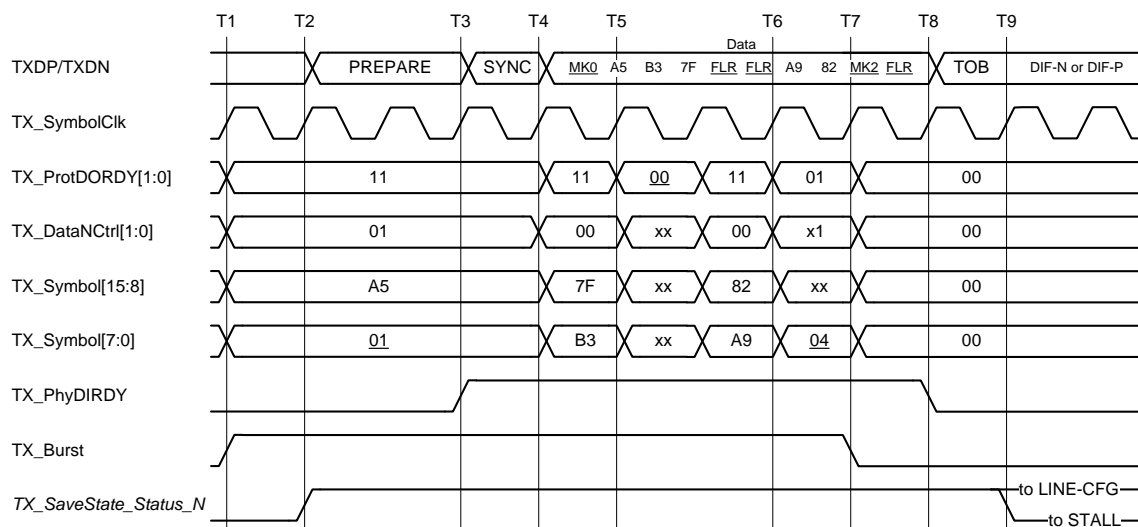 T1 T2 T3 T4 T5 T6 T7 T8 T9
Data
TXDP/TXDN PREPARE SYNC MK0 A5 B3 7F FLR FLR A9 82 MK2 FLR TOB DIF-N or DIF-P
TX_SymbolClk
TX_ProtDORDY[1:0] 11 11 00 11 01 00
TX_DataNCtrl[1:0] 01 00 xx 00 x1 00
TX_Symbol[15:8] A5 7F xx 82 xx 00
TX_Symbol[7:0] 01 B3 xx A9 04 00
TX_PhyDIRDY
TX_Burst
TX_SaveState_Status_N to LINE-CFG
to STALL